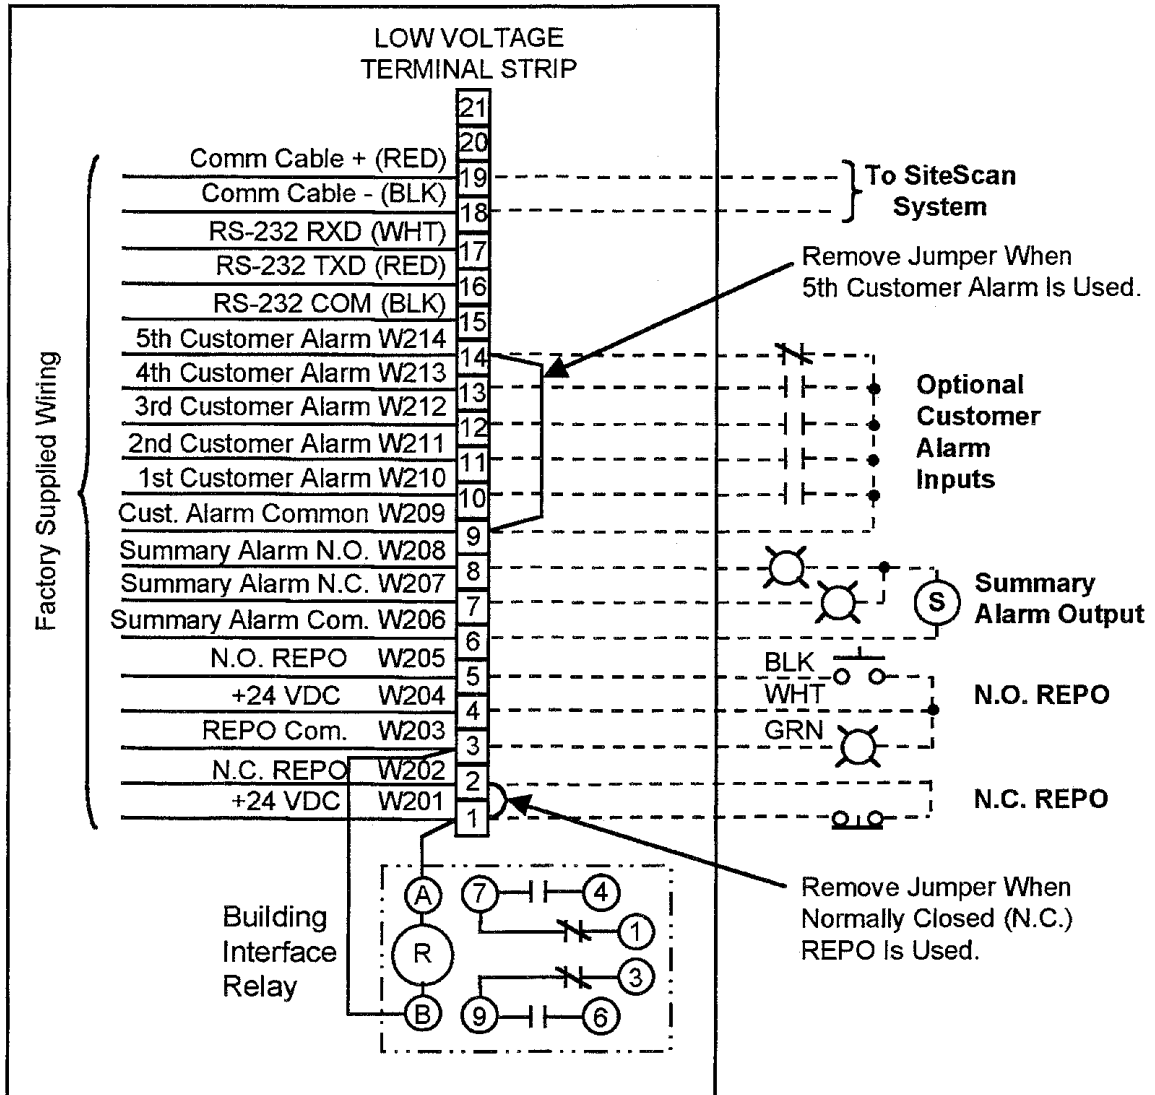 LOW VOLTAGE
TERMINAL STRIP
21
20
Comm Cable + (RED)
19
To SiteScan
System
Comm Cable - (BLK)
18
RS-232 RXD (WHT)
17
Remove Jumper When
5th Customer Alarm Is Used.
RS-232 TXD (RED)
16
RS-232 COM (BLK)
15
5th Customer Alarm W214
14
4th Customer Alarm W213
13
3rd Customer Alarm W212
12
2nd Customer Alarm W211
11
1st Customer Alarm W210
10
Cust. Alarm Common W209
9
Optional
Customer
Alarm
Inputs
Factory Supplied Wiring
Summary Alarm N.O. W208
8
Summary Alarm N.C. W207
7
Summary Alarm Com. W206
6
S
Summary
Alarm Output
N.O. REPO W205
5
BLK
+24 VDC W204
4
WHT
N.O. REPO
REPO Com. W203
3
GRN
N.C. REPO W202
2
+24 VDC W201
1
N.C. REPO
Remove Jumper When
Normally Closed (N.C.)
REPO Is Used.
Building
Interface
Relay
A
R
B
7
4
1
3
9
6